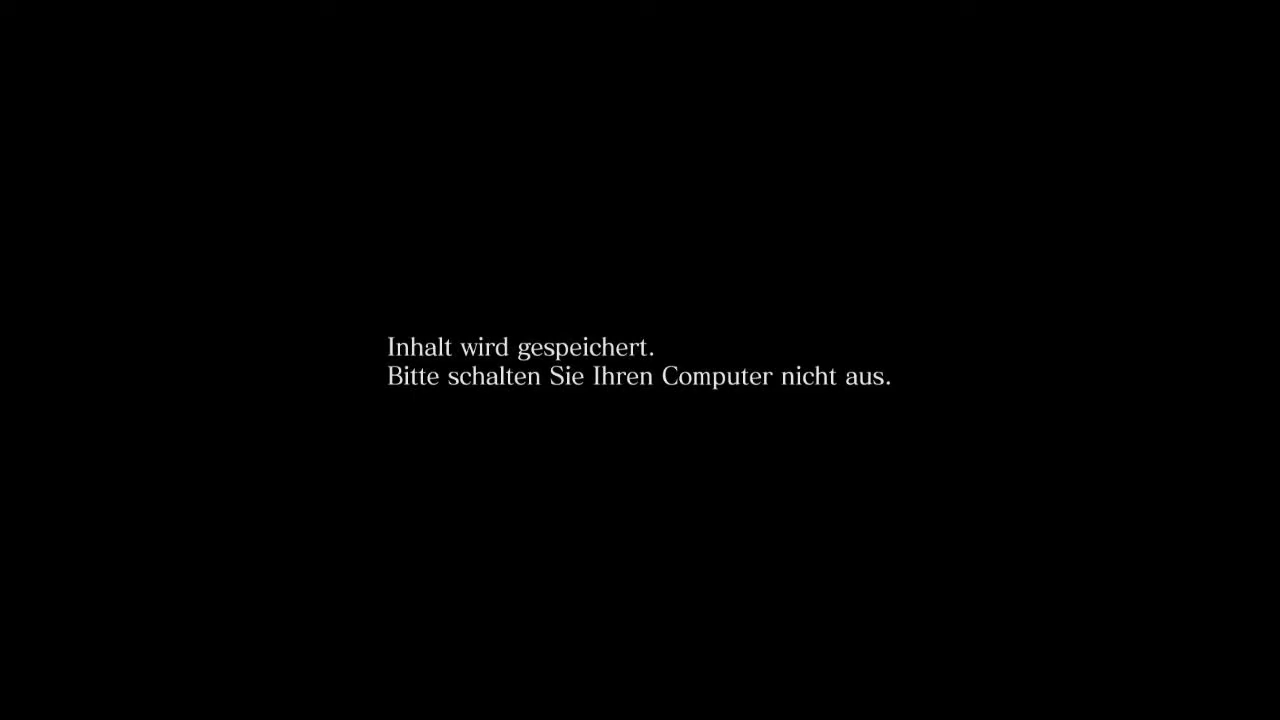 Inhalt wird gespeichert.
Bitte schalten Sie Ihren Computer nicht aus.